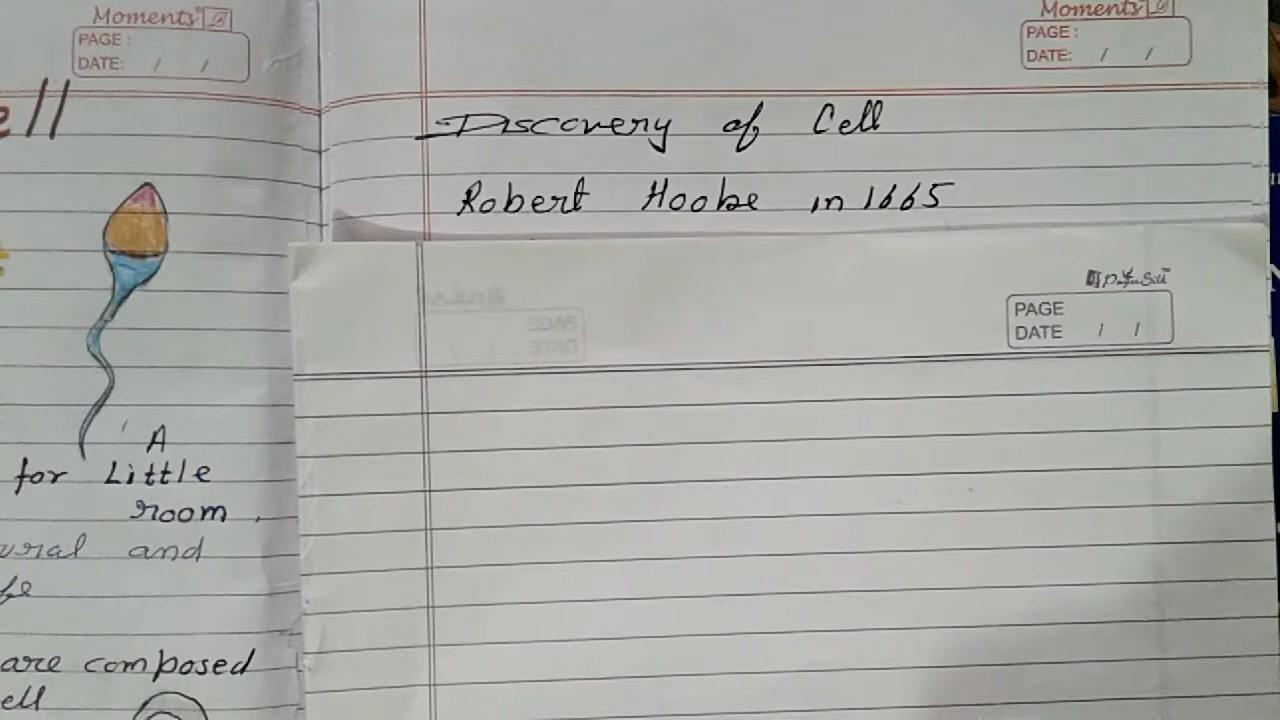 Moments
PAGE :
DATE: / /
ell
A
for Little
room .
ural and
are composed
ell
Moments
PAGE :
DATE: / /
Discovery of Cell
Robert Hooke in 1665
PAGE
DATE / /